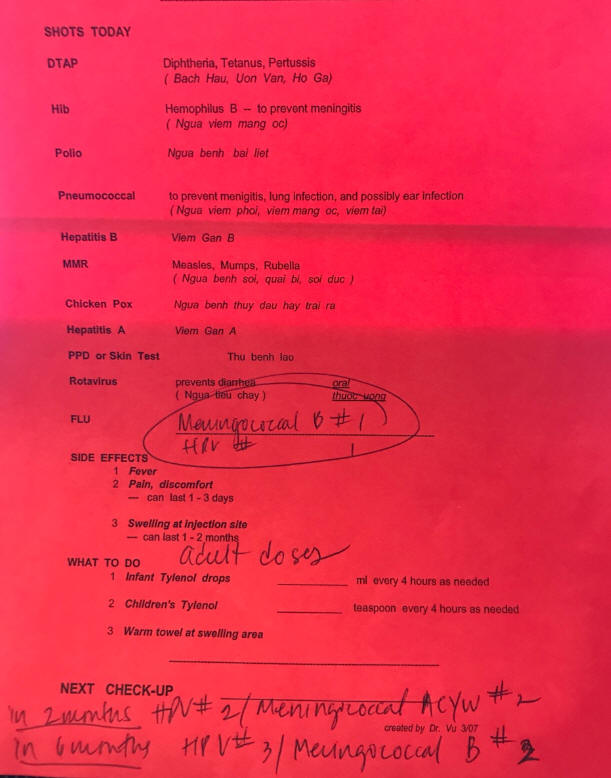 SHOTS TODAY
DTAP Diphtheria, Tetanus, Pertussis
( Bach Hau, Uon Van, Ho Ga)
Hib Hemophilus B -- to prevent meningitis
( Ngua viem mang oc)
Polio Ngua benh bai liet
Pneumococcal to prevent menigitis, lung infection, and possibly ear infection
( Ngua viem phoi, viem mang oc, viem tai)
Hepatitis B Viem Gan B
MMR Measles, Mumps, Rubella
( Ngua benh soi, quai bi, soi duc )
Chicken Pox Ngua benh thuy dau hay trai ra
Hepatitis A Viem Gan A
PPD or Skin Test Thu benh lao
Rotavirus prevents diarrhea oral
( Ngua tieu chay ) thuoc uong
FLU Meningococcal B # 1
HPV # 1
SIDE EFFECTS
1 Fever
2 Pain, discomfort
— can last 1 - 3 days
3 Swelling at injection site
— can last 1 - 2 months
adult doses
WHAT TO DO
1 Infant Tylenol drops ml every 4 hours as needed
2 Children's Tylenol teaspoon every 4 hours as needed
3 Warm towel at swelling area
NEXT CHECK-UP
in 2 months HPV # 2 / Meningococcal ACYW # 2
created by Dr. Vu 3/07
in 6 months HPV # 3 / Meningococcal B # 2